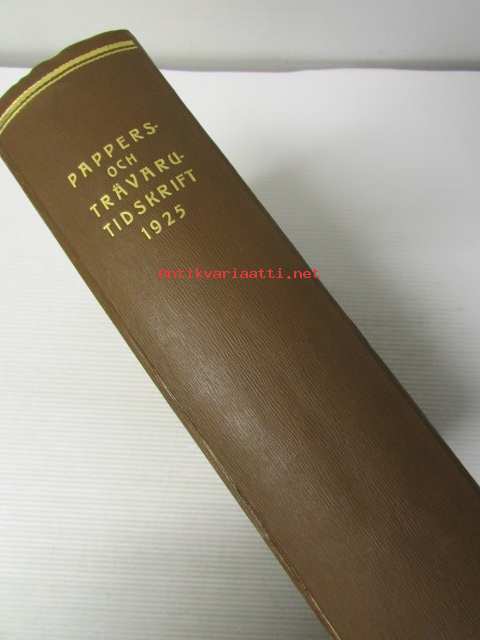 PAPPERS-
OCH
TRÄVARU-
TIDSKRIFT
1925
Antikvariaatti.net